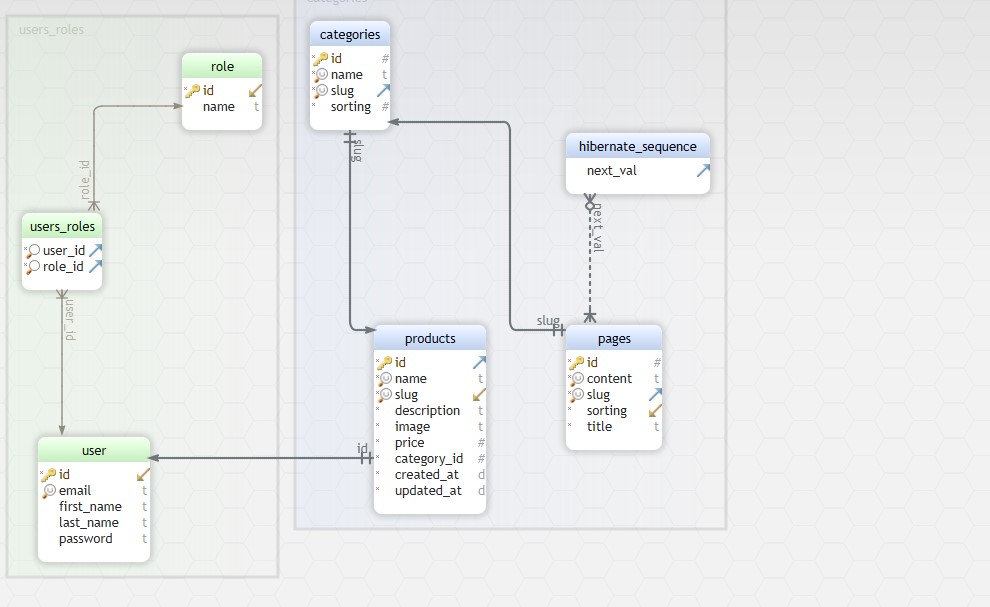 categories
users_roles
role
id
name t
role_id
users_roles
user_id
role_id
user_id
user
id
email t
first_name t
last_name t
password t
categories
id #
name t
slug
sorting #
slug
hibernate_sequence
next_val
next_val
slug
products
id
name t
slug
description t
image t
price #
category_id #
created_at d
updated_at d
id
pages
id #
content t
slug
sorting
title t